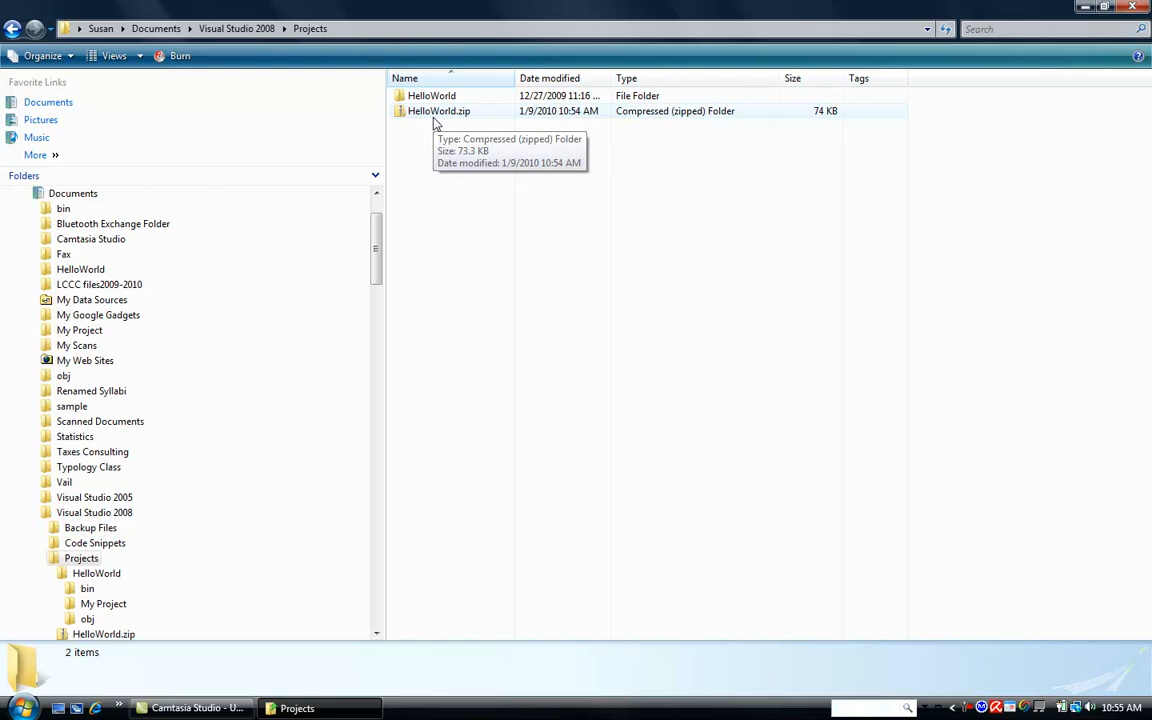 Susan Documents Visual Studio 2008 Projects
Search
Organize Views Burn
Favorite Links
Documents
Pictures
Music
More »
Folders
Documents
bin
Bluetooth Exchange Folder
Camtasia Studio
Fax
HelloWorld
LCCC files2009-2010
My Data Sources
My Google Gadgets
My Project
My Scans
My Web Sites
obj
Renamed Syllabi
sample
Scanned Documents
Statistics
Taxes Consulting
Typology Class
Vail
Visual Studio 2005
Visual Studio 2008
Backup Files
Code Snippets
Projects
HelloWorld
bin
My Project
obj
HelloWorld.zip
Name Date modified Type Size Tags
HelloWorld 12/27/2009 11:16 ... File Folder
HelloWorld.zip 1/9/2010 10:54 AM Compressed (zipped) Folder 74 KB
Type: Compressed (zipped) Folder
Size: 73.3 KB
Date modified: 1/9/2010 10:54 AM
2 items
Camtasia Studio - U... Projects 10:55 AM